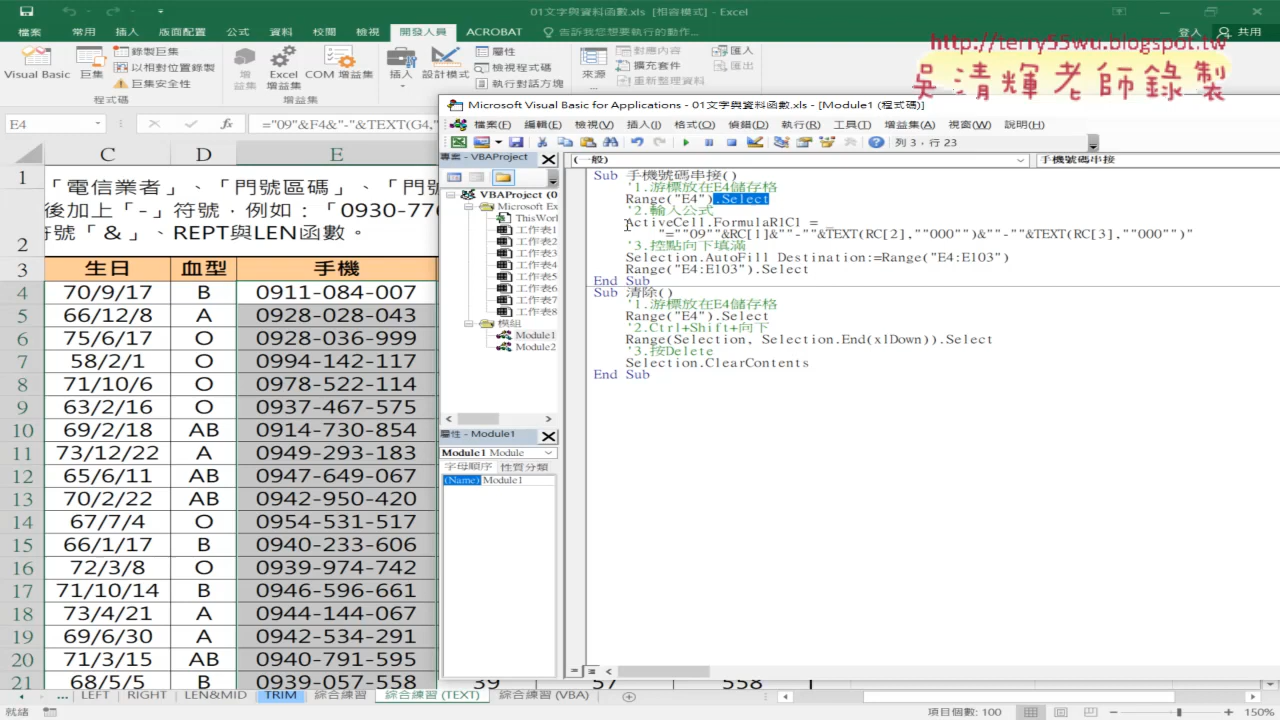 01文字與資料函數.xls [相容模式] - Excel
檔案 常用 插入 版面配置 公式 資料 校閱 檢視 開發人員 ACROBAT 告訴我您想要執行的動作... 登入 共用
http://terry55wu.blogspot.tw
吳清輝老師錄製
Visual Basic 巨集 錄製巨集 以相對位置錄製 巨集安全性 程式碼
增益集 Excel 增益集 COM 增益集 增益集
插入 設計模式 屬性 檢視程式碼 執行對話方塊
來源 對應內容 擴充套件 重新整理資料 匯入 匯出
E4 ="09"&F4&"-"&TEXT(G4,"
Microsoft Visual Basic for Applications - 01文字與資料函數.xls - [Module1 (程式碼)]
檔案(F) 編輯(E) 檢視(V) 插入(I) 格式(O) 偵錯(D) 執行(R) 工具(T) 增益集(A) 視窗(W) 說明(H)
列 3, 行 23
專案 - VBAProject
VBAProject (0
Microsoft Ex
ThisWorl
工作表1
工作表2
工作表3
工作表4
工作表5
工作表6
工作表7
工作表8
模組
Module1
Module2
屬性 - Module1
Module1 Module
字母順序 性質分類
(Name) Module1
(一般) 手機號碼串接
Sub 手機號碼串接()
'1.游標放在E4儲存格
Range("E4").Select
'2.輸入公式
ActiveCell.FormulaR1C1 = _
"=""09""&RC[1]&""-""&TEXT(RC[2],""000"")&""-""&TEXT(RC[3],""000"")"
'3.控點向下填滿
Selection.AutoFill Destination:=Range("E4:E103")
Range("E4:E103").Select
End Sub
Sub 清除()
'1.游標放在E4儲存格
Range("E4").Select
'2.Ctrl+Shift+向下
Range(Selection, Selection.End(xlDown)).Select
'3.按Delete
Selection.ClearContents
End Sub
C D E
1 「電信業者」、「門號區碼」、「門號
後加上「-」符號，例如：「0930-770
2 符號「&」、REPT與LEN函數。
3 生日 血型 手機
4 70/9/17 B 0911-084-007
5 66/12/8 A 0928-028-043
6 75/6/17 O 0928-036-999
7 58/2/1 O 0994-142-117
8 71/10/6 O 0978-522-114
9 63/2/16 O 0937-467-575
10 69/2/18 AB 0914-730-854
11 73/12/22 A 0949-293-183
12 65/6/11 AB 0947-649-067
13 70/2/22 AB 0942-950-420
14 67/7/4 O 0954-531-517
15 66/1/17 B 0940-233-606
16 72/3/8 O 0939-974-742
17 71/10/14 B 0946-596-661
18 73/4/21 A 0944-144-067
19 69/6/30 A 0942-534-291
20 71/3/15 AB 0940-791-595
21 68/5/5 B 0939-057-558 39 57 558
... LEFT RIGHT LEN&MID TRIM 綜合練習 綜合練習 (TEXT) 綜合練習 (VBA)
就緒 項目個數: 100 150%